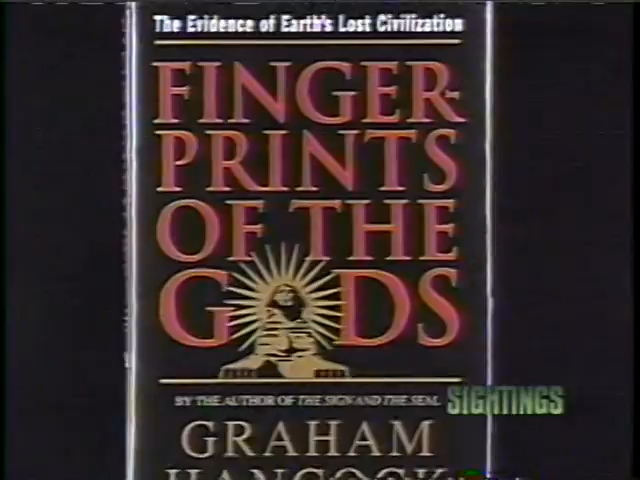 The Evidence of Earth's Lost Civilization
FINGER-
PRINTS
OF THE
GODS
BY THE AUTHOR OF THE SIGN AND THE SEAL
SIGHTINGS
GRAHAM
HANCOCK